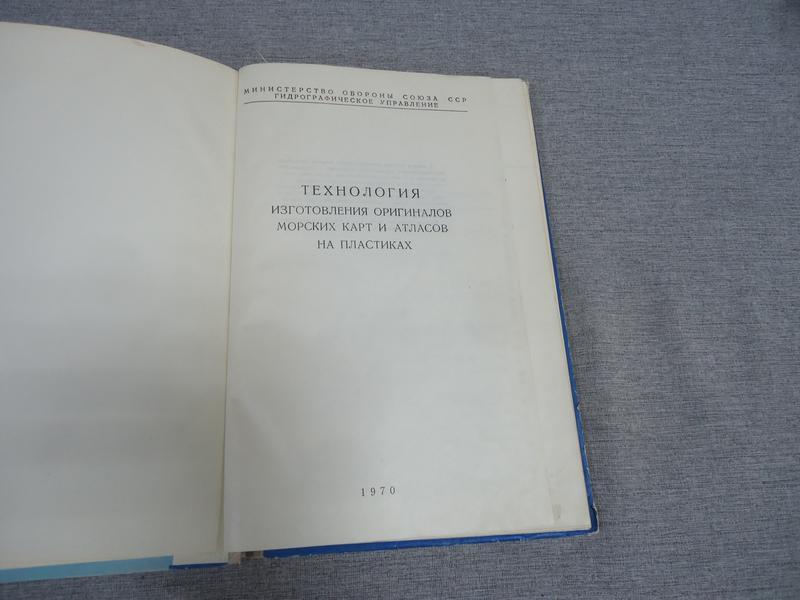 МИНИСТЕРСТВО ОБОРОНЫ СОЮЗА ССР
ГИДРОГРАФИЧЕСКОЕ УПРАВЛЕНИЕ
ТЕХНОЛОГИЯ
ИЗГОТОВЛЕНИЯ ОРИГИНАЛОВ
МОРСКИХ КАРТ И АТЛАСОВ
НА ПЛАСТИКАХ
1970